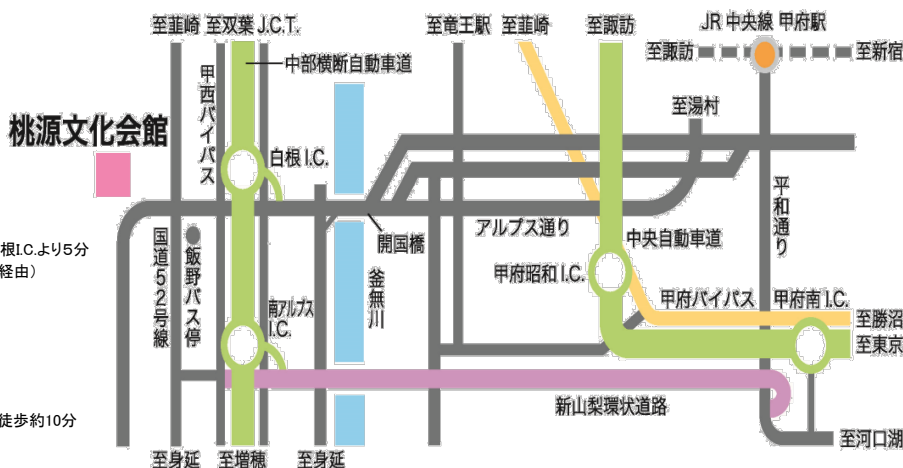 至韮崎
至双葉 J.C.T.
至竜王駅
至韮崎
至諏訪
JR 中央線 甲府駅
至諏訪
至新宿
中部横断自動車道
甲西バイパス
桃源文化会館
至湯村
白根 I.C.
平和通り
アルプス通り
開国橋
中央自動車道
根I.C.より5分
経由）
国道52号線
飯野バス停
釜無川
甲府昭和 I.C.
甲府バイパス
甲府南 I.C.
南アルプス
I.C.
至勝沼
至東京
新山梨環状道路
徒歩約10分
至河口湖
至身延
至増穂
至身延